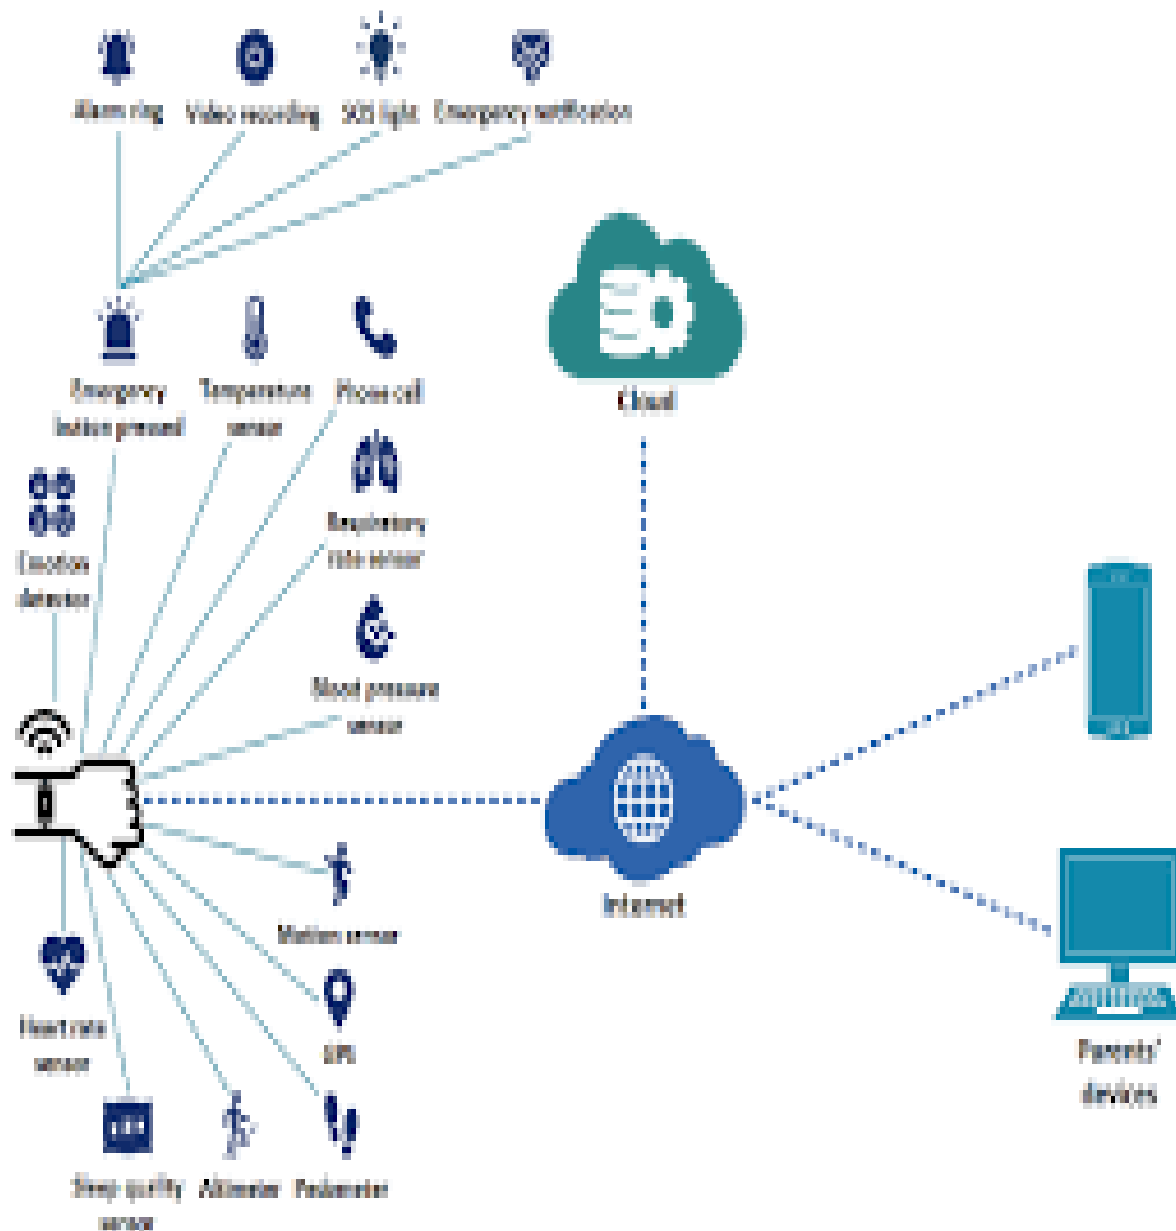 Alarm ring
Video recording
SOS light
Emergency notification
Emergency
button pressed
Temperature
sensor
Phone call
Cloud
Emotion
detector
Respiratory
rate sensor
Blood pressure
sensor
Internet
Motion sensor
Heart rate
sensor
GPS
Parents'
devices
Sleep quality
sensor
Altimeter
Pedometer